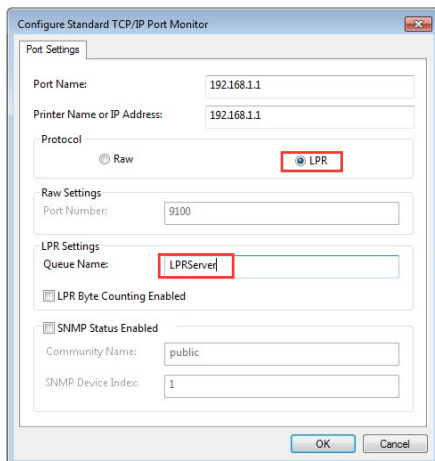 Configure Standard TCP/IP Port Monitor
Port Settings
Port Name: 192.168.1.1
Printer Name or IP Address: 192.168.1.1
Protocol
Raw LPR
Raw Settings
Port Number: 9100
LPR Settings
Queue Name: LPRServer
LPR Byte Counting Enabled
SNMP Status Enabled
Community Name: public
SNMP Device Index: 1
OK Cancel